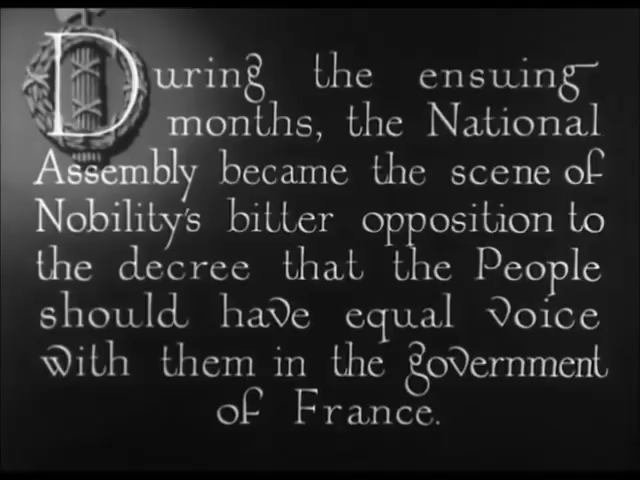 During the ensuing
months, the National
Assembly became the scene of
Nobility's bitter opposition to
the decree that the People
should have equal voice
with them in the government
of France.